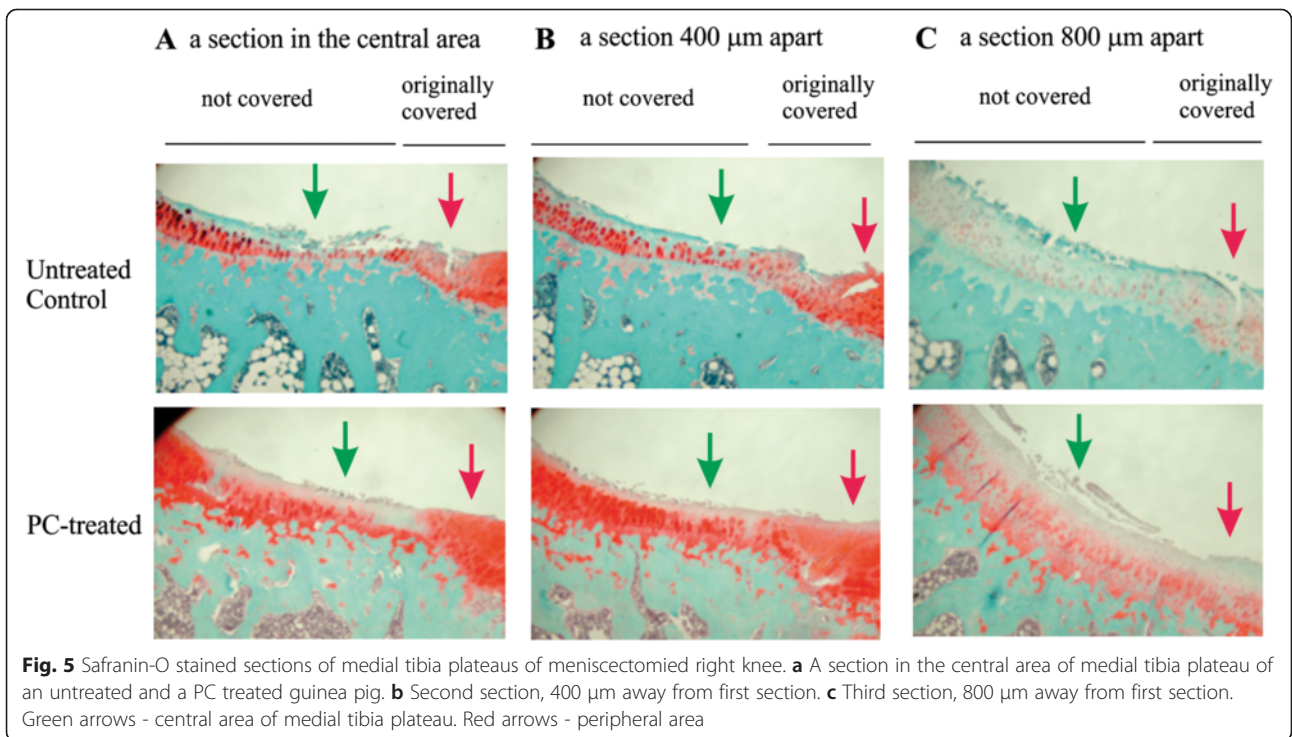 A a section in the central area
B a section 400 μm apart
C a section 800 μm apart
not covered
originally
covered
not covered
originally
covered
not covered
originally
covered
Untreated
Control
PC-treated
Fig. 5 Safranin-O stained sections of medial tibia plateaus of meniscectomied right knee. a A section in the central area of medial tibia plateau of
an untreated and a PC treated guinea pig. b Second section, 400 μm away from first section. c Third section, 800 μm away from first section.
Green arrows - central area of medial tibia plateau. Red arrows - peripheral area